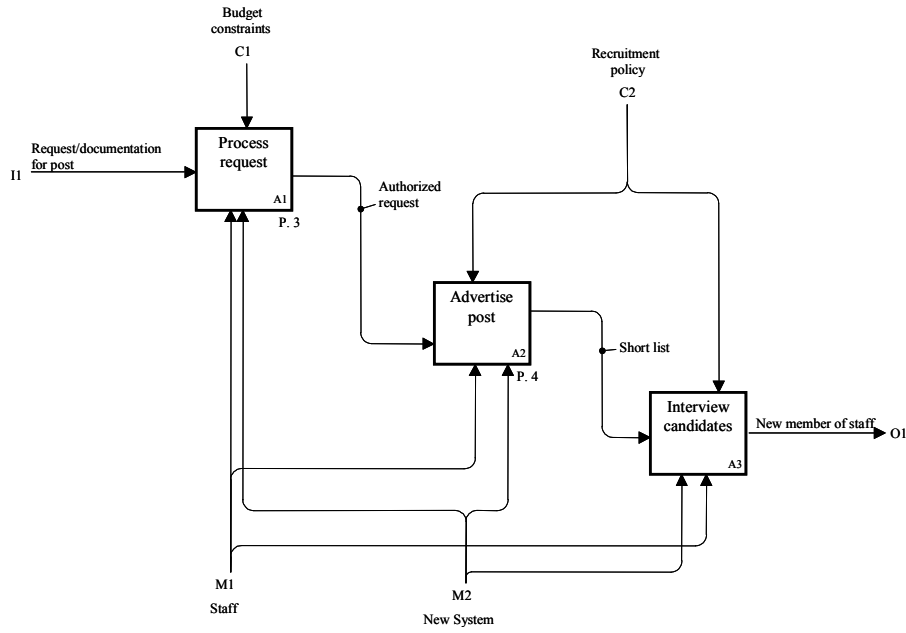 Budget
constraints
C1
Recruitment
policy
C2
Process
request
A1
P. 3
Request/documentation
for post
I1
Authorized
request
Advertise
post
A2
P. 4
Short list
Interview
candidates
A3
New member of staff
O1
M1
Staff
M2
New System